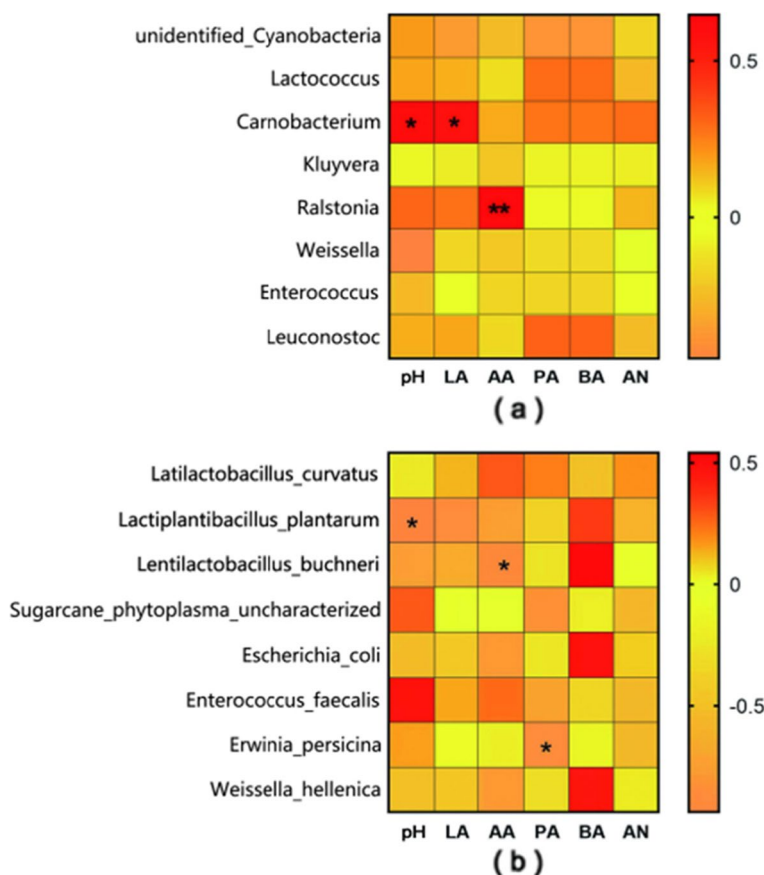 unidentified_Cyanobacteria
Lactococcus
Carnobacterium
Kluyvera
Ralstonia
Weissella
Enterococcus
Leuconostoc
* *
**
pH LA AA PA BA AN
0.5
0
( a )
Latilactobacillus_curvatus
Lactiplantibacillus_plantarum
Lentilactobacillus_buchneri
Sugarcane_phytoplasma_uncharacterized
Escherichia_coli
Enterococcus_faecalis
Erwinia_persicina
Weissella_hellenica
*
*
*
pH LA AA PA BA AN
0.5
0
-0.5
( b )